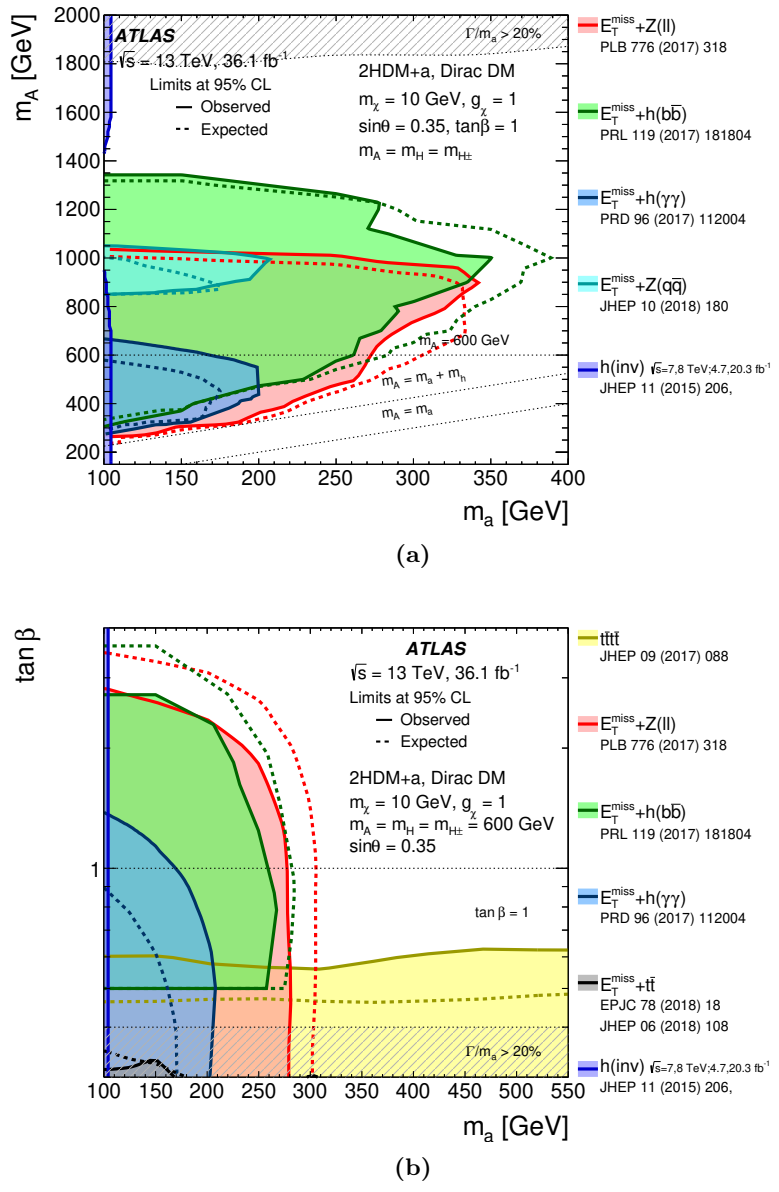 m_A [GeV]
2000
1800
1600
1400
1200
1000
800
600
400
200
ATLAS
√s = 13 TeV, 36.1 fb⁻¹
Limits at 95% CL
Observed
Expected
Γ/m_a > 20%
2HDM+a, Dirac DM
m_χ = 10 GeV, g_χ = 1
sinθ = 0.35, tanβ = 1
m_A = m_H = m_H±
m_A = 600 GeV
m_A = m_a + m_h
m_A = m_a
100 150 200 250 300 350 400
m_a [GeV]
E_T^miss+Z(ll)
PLB 776 (2017) 318
E_T^miss+h(bb̄)
PRL 119 (2017) 181804
E_T^miss+h(γγ)
PRD 96 (2017) 112004
E_T^miss+Z(qq̄)
JHEP 10 (2018) 180
h(inv) √s=7,8 TeV;4.7,20.3 fb⁻¹
JHEP 11 (2015) 206,
(a)
tan β
1
ATLAS
√s = 13 TeV, 36.1 fb⁻¹
Limits at 95% CL
Observed
Expected
2HDM+a, Dirac DM
m_χ = 10 GeV, g_χ = 1
m_A = m_H = m_H± = 600 GeV
sinθ = 0.35
tan β = 1
Γ/m_a > 20%
100 150 200 250 300 350 400 450 500 550
m_a [GeV]
tt̄tt̄
JHEP 09 (2017) 088
E_T^miss+Z(ll)
PLB 776 (2017) 318
E_T^miss+h(bb̄)
PRL 119 (2017) 181804
E_T^miss+h(γγ)
PRD 96 (2017) 112004
E_T^miss+tt̄
EPJC 78 (2018) 18
JHEP 06 (2018) 108
h(inv) √s=7,8 TeV;4.7,20.3 fb⁻¹
JHEP 11 (2015) 206,
(b)